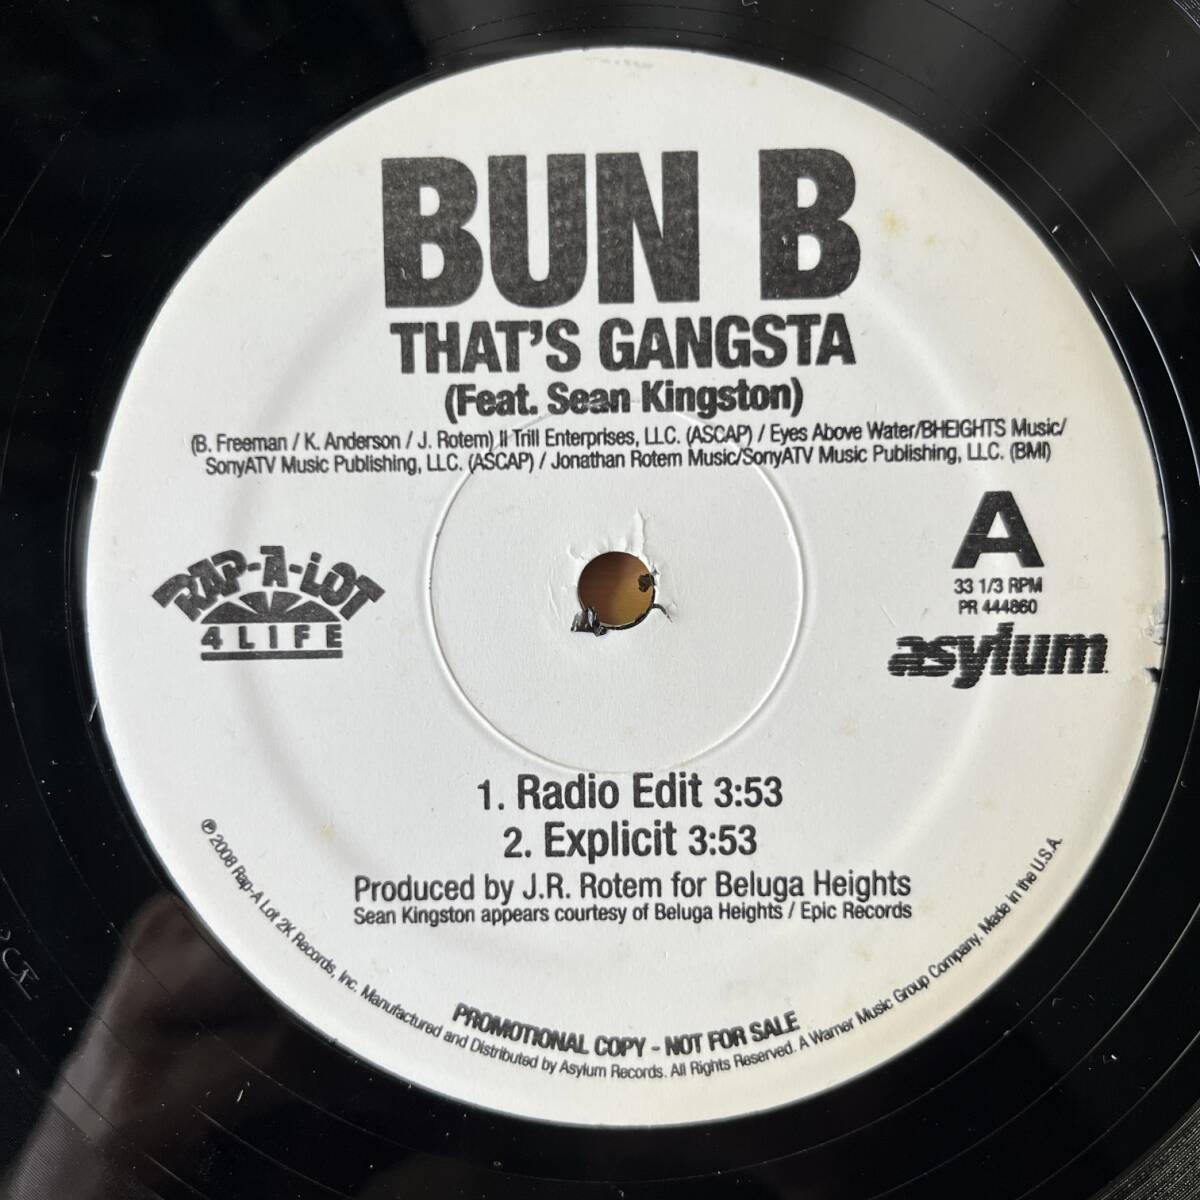 BUN B
THAT'S GANGSTA
(Feat. Sean Kingston)
(B. Freeman / K. Anderson / J. Rotem) II Trill Enterprises, LLC. (ASCAP) / Eyes Above Water/BHEIGHTS Music/
SonyATV Music Publishing, LLC. (ASCAP) / Jonathan Rotem Music/SonyATV Music Publishing, LLC. (BMI)
RAP-A-LOT
4 LIFE
A
33 1/3 RPM
PR 444860
asylum
1. Radio Edit 3:53
2. Explicit 3:53
Produced by J.R. Rotem for Beluga Heights
Sean Kingston appears courtesy of Beluga Heights / Epic Records
PROMOTIONAL COPY - NOT FOR SALE
℗ 2008 Rap-A Lot 2K Records, Inc. Manufactured and Distributed by Asylum Records. All Rights Reserved. A Warner Music Group Company. Made in the U.S.A.